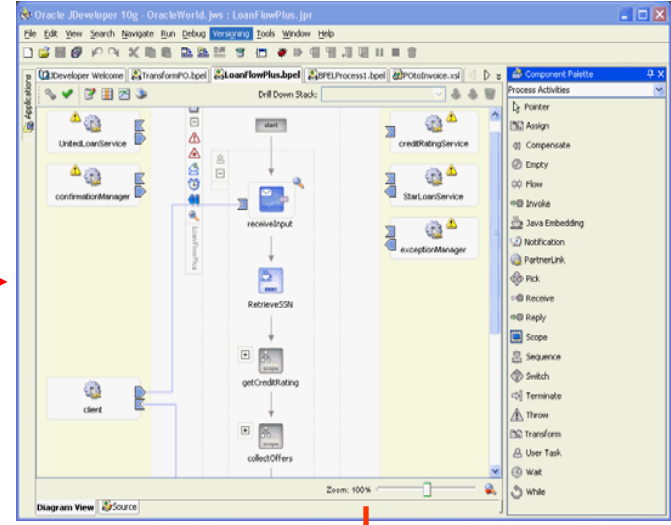 Oracle JDeveloper 10g - OracleWorld.jws : LoanFlowPlus.jpr
File Edit View Search Navigate Run Debug Versioning Tools Window Help
JDeveloper Welcome TransformPO.bpel LoanFlowPlus.bpel BPELProcess1.bpel POtoInvoice.xsl
Applications
Drill Down Stack:
start
UnitedLoanService
creditRatingService
confirmationManager
StarLoanService
receiveInput
LoanFlowPlus
exceptionManager
RetrieveSSN
scope
getCreditRating
client
scope
collectOffers
Zoom: 100%
Diagram View Source
Component Palette
Process Activities
Pointer
Assign
Compensate
Empty
Flow
Invoke
Java Embedding
Notification
PartnerLink
Pick
Receive
Reply
Scope
Sequence
Switch
Terminate
Throw
Transform
User Task
Wait
While